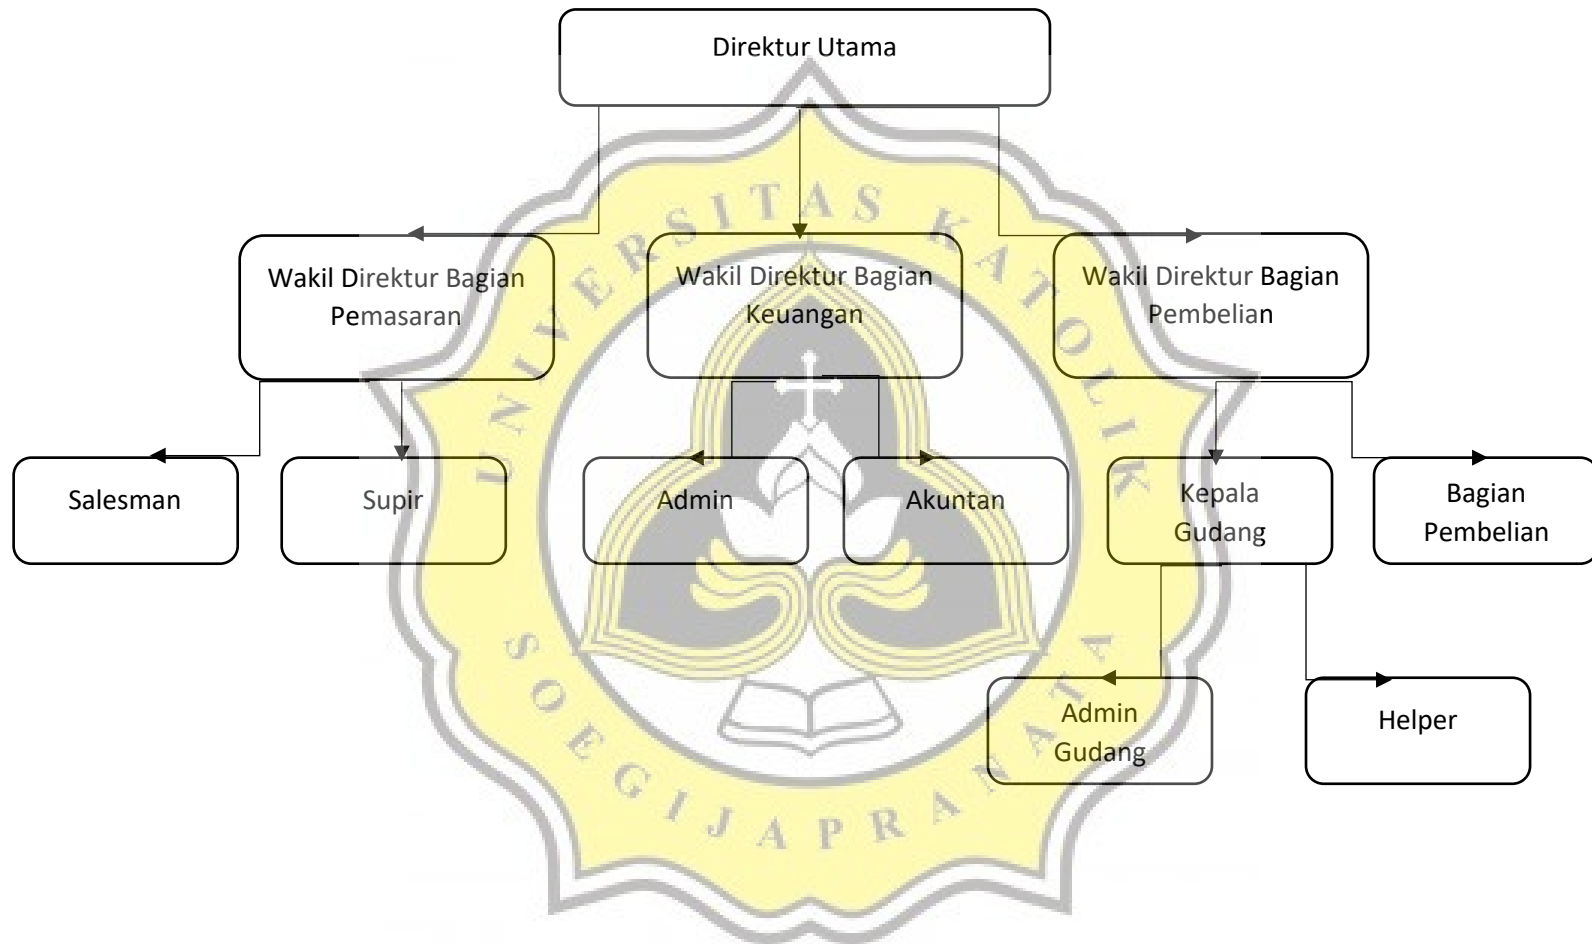 Direktur Utama
Wakil Direktur Bagian
Pemasaran
Wakil Direktur Bagian
Keuangan
Wakil Direktur Bagian
Pembelian
Salesman
Supir
Admin
Akuntan
Kepala
Gudang
Bagian
Pembelian
Admin
Gudang
Helper
UNIVERSITAS KATOLIK
SOEGIJAPRANATA